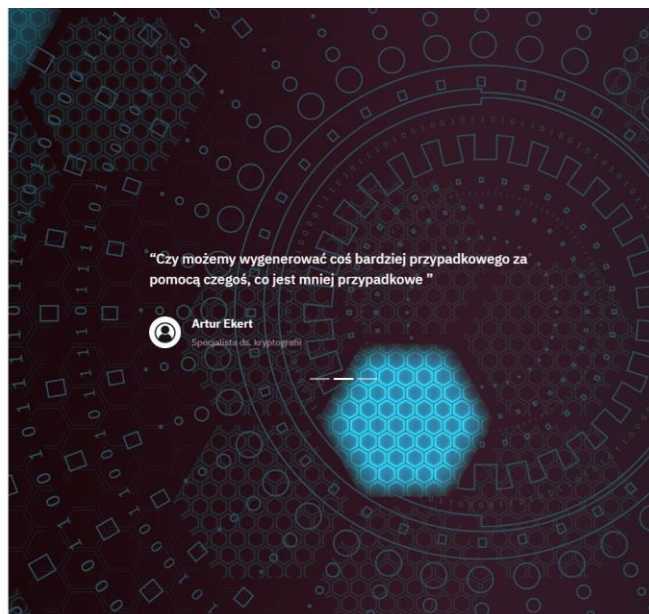 “Czy możemy wygenerować coś bardziej przypadkowego za
pomocą czegoś, co jest mniej przypadkowe ”
Artur Ekert
Specjalista ds. kryptografii